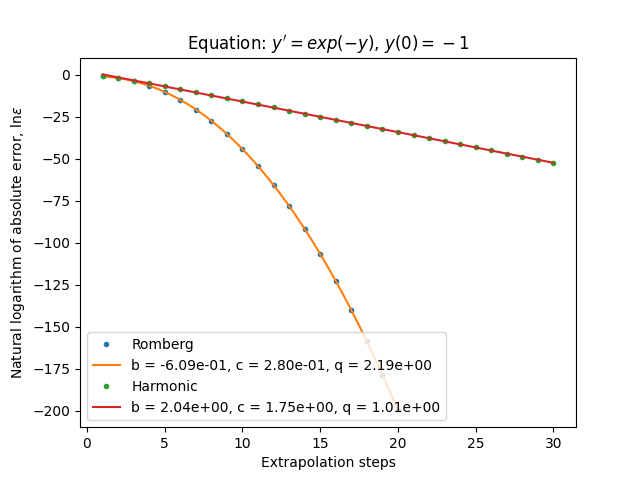 Equation: y′ = exp(−y), y(0) = −1
Natural logarithm of absolute error, lnε
0
−25
−50
−75
−100
−125
−150
−175
−200
Romberg
b = -6.09e-01, c = 2.80e-01, q = 2.19e+00
Harmonic
b = 2.04e+00, c = 1.75e+00, q = 1.01e+00
0 5 10 15 20 25 30
Extrapolation steps